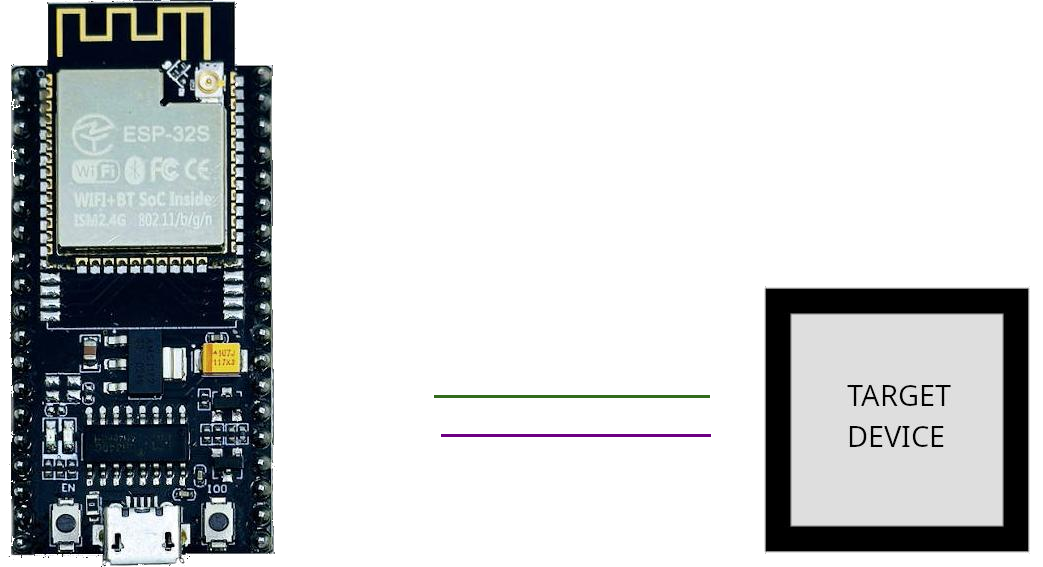 ESP-32S
WiFi FC CE
WIFI+BT SoC Inside
ISM2.4G 802.11/b/g/n
107J
117X3
EN
IO0
TARGET
DEVICE